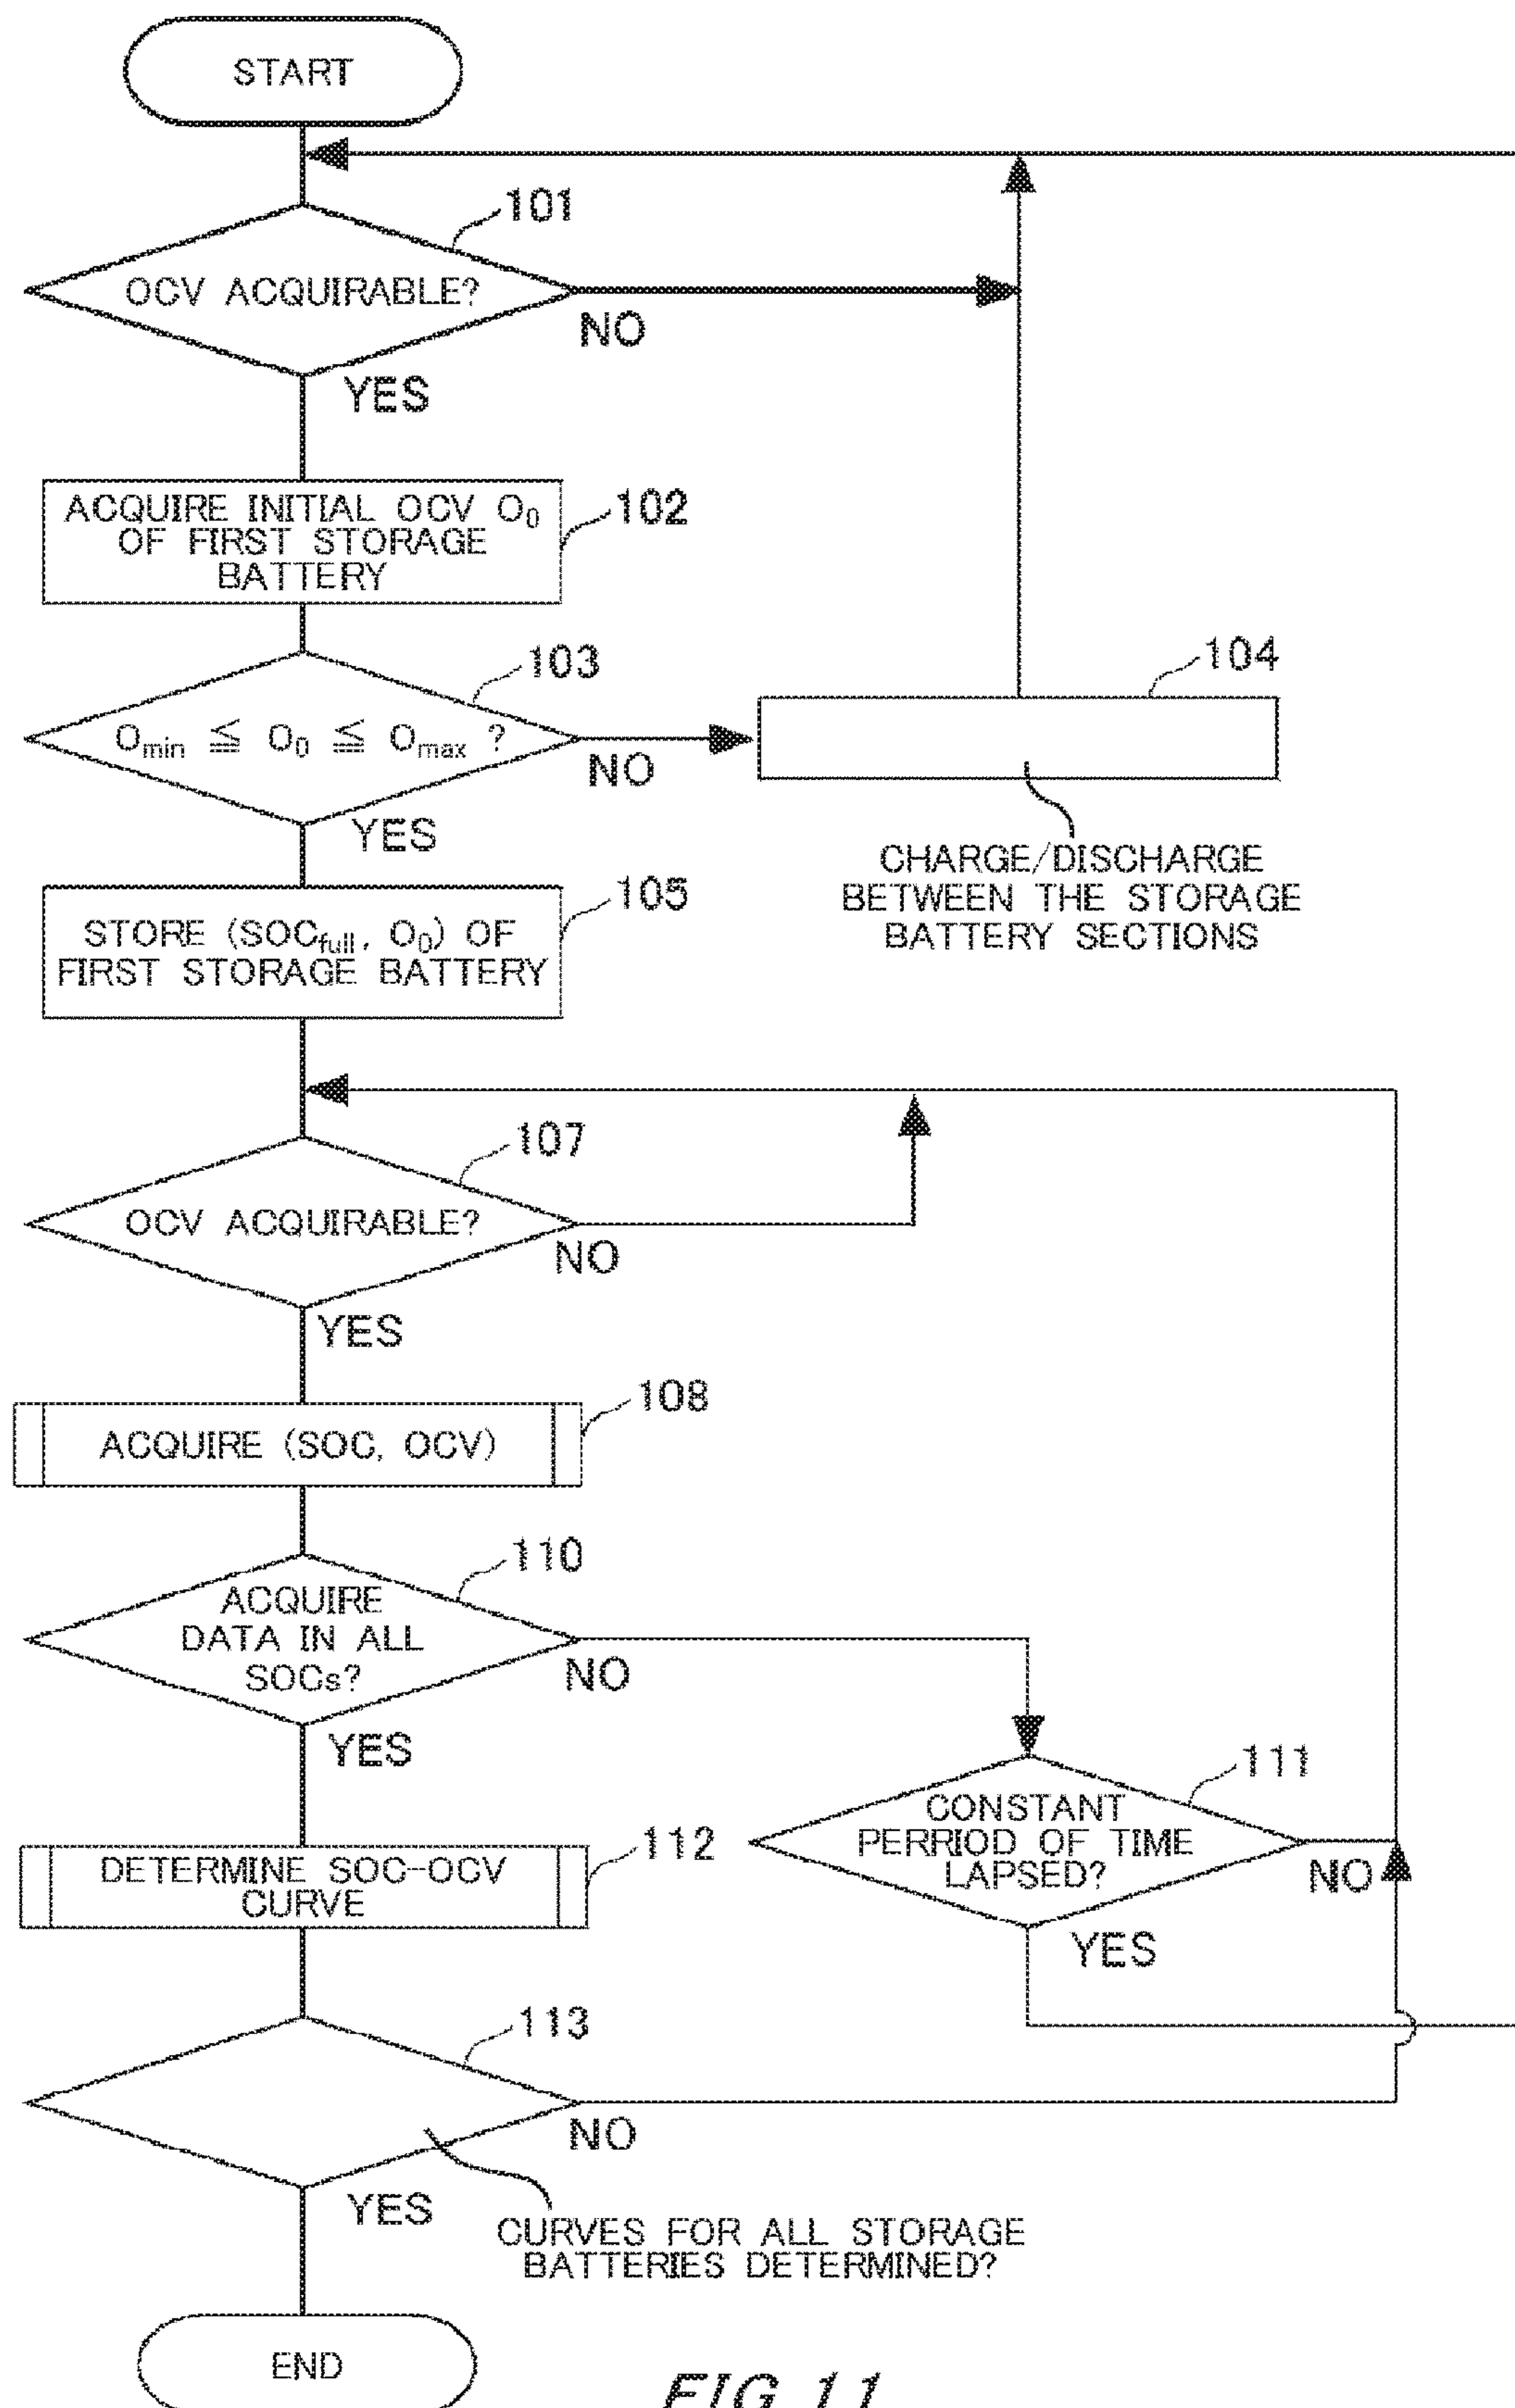 START
101
OCV ACQUIRABLE?
NO
YES
ACQUIRE INITIAL OCV O₀
OF FIRST STORAGE
BATTERY
102
103
Omin ≦ O₀ ≦ Omax ?
NO
YES
104
CHARGE/DISCHARGE
BETWEEN THE STORAGE
BATTERY SECTIONS
105
STORE (SOCfull, O₀) OF
FIRST STORAGE BATTERY
107
OCV ACQUIRABLE?
NO
YES
108
ACQUIRE (SOC, OCV)
110
ACQUIRE
DATA IN ALL
SOCs?
NO
YES
111
CONSTANT
PERRIOD OF TIME
LAPSED?
NO
YES
112
DETERMINE SOC-OCV
CURVE
113
NO
YES
CURVES FOR ALL STORAGE
BATTERIES DETERMINED?
END
FIG. 11